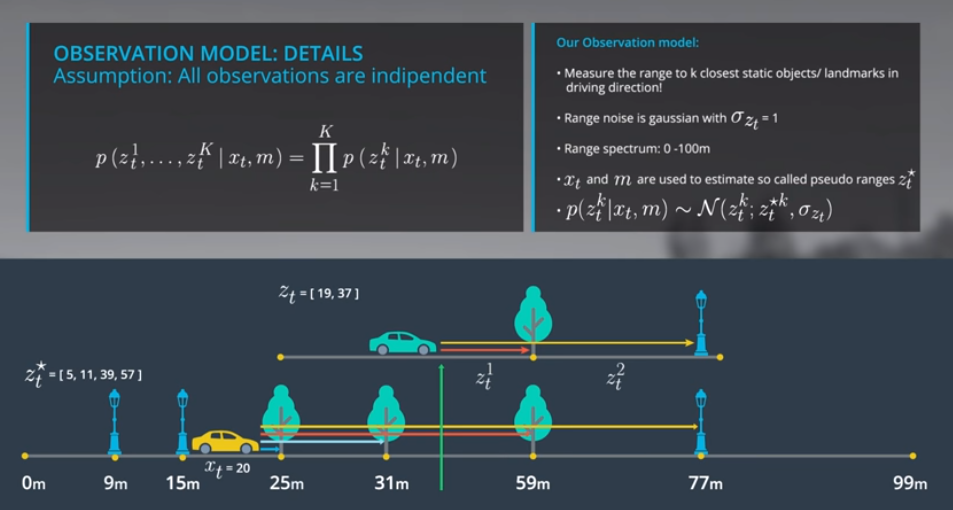 OBSERVATION MODEL: DETAILS
Assumption: All observations are indipendent
p (z_t^1, . . . , z_t^K | x_t, m) = ∏_{k=1}^{K} p (z_t^k | x_t, m)
Our Observation model:
• Measure the range to k closest static objects/ landmarks in
driving direction!
• Range noise is gaussian with σ_{z_t} = 1
• Range spectrum: 0 -100m
• x_t and m are used to estimate so called pseudo ranges z_t^★
• p(z_t^k|x_t, m) ∼ N(z_t^k; z_t^{★k}, σ_{z_t})
z_t = [ 19, 37 ]
z_t^★ = [ 5, 11, 39, 57 ]
z_t^1 z_t^2
x_t = 20
0m 9m 15m 25m 31m 59m 77m 99m